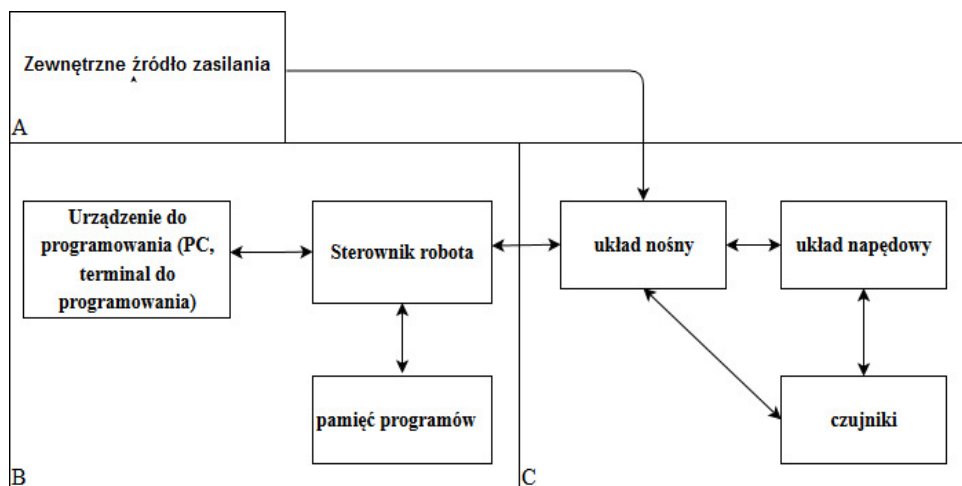 Zewnętrzne źródło zasilania
A
Urządzenie do
programowania (PC,
terminal do
programowania)
Sterownik robota
układ nośny
układ napędowy
pamięć programów
czujniki
B
C